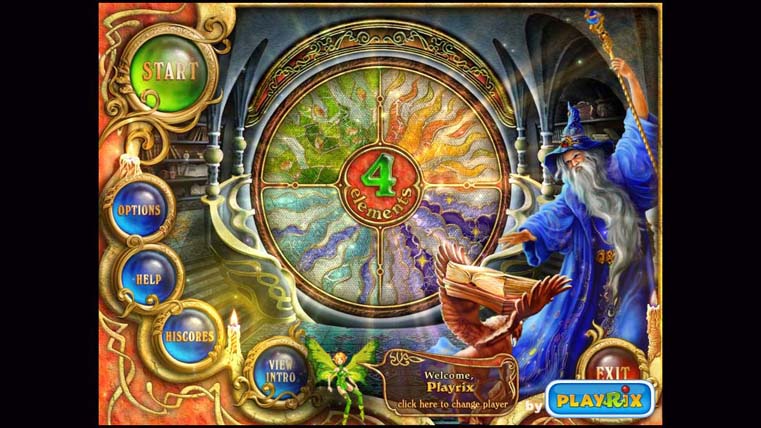 START
4
elements
OPTIONS
HELP
HISCORES
VIEW
INTRO
Welcome,
Playrix
click here to change player
EXIT
by PLAYRIX